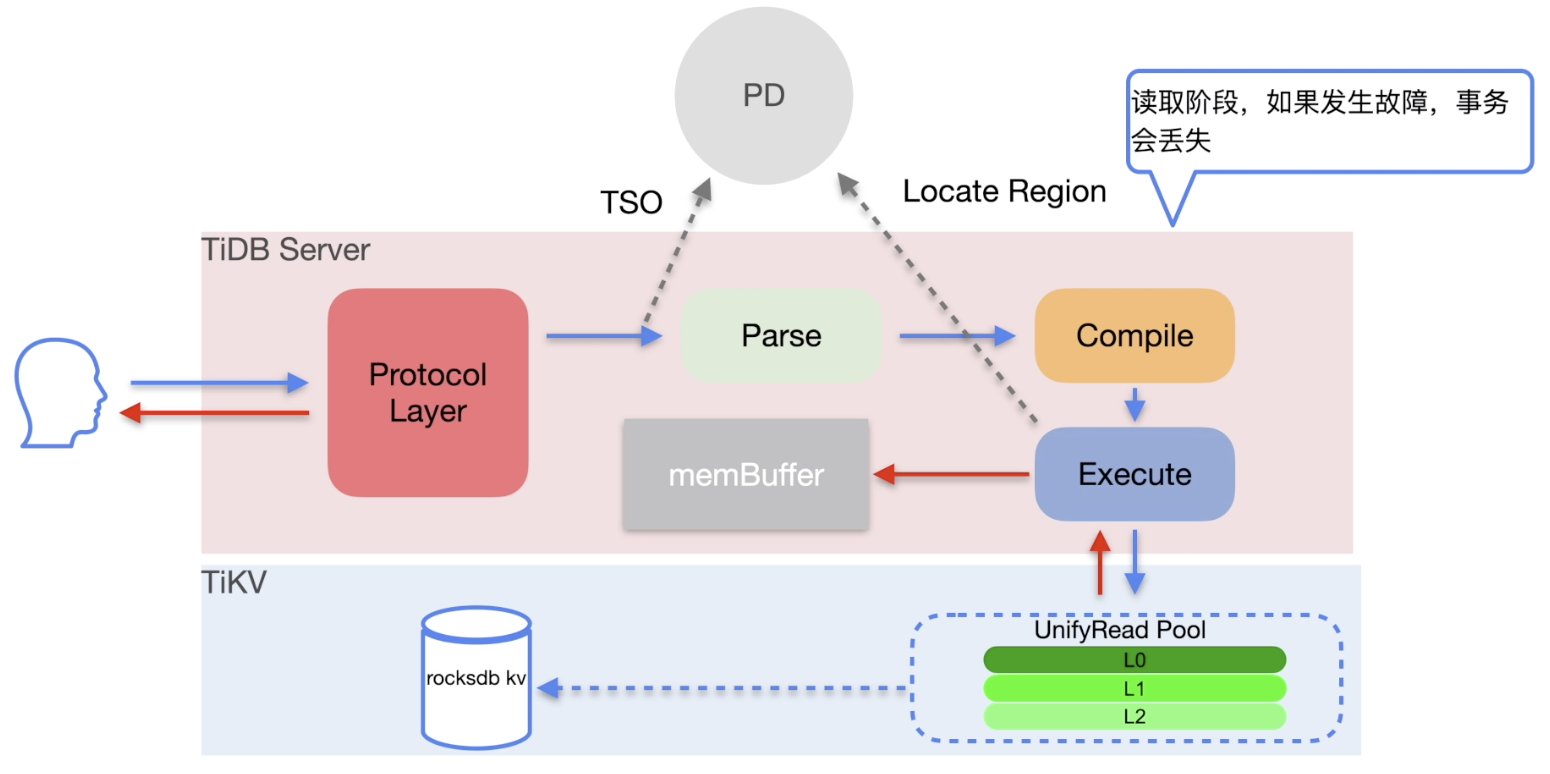 PD
读取阶段，如果发生故障，事务
会丢失
TSO
Locate Region
TiDB Server
Protocol
Layer
Parse
Compile
memBuffer
Execute
TiKV
UnifyRead Pool
L0
L1
L2
rocksdb kv